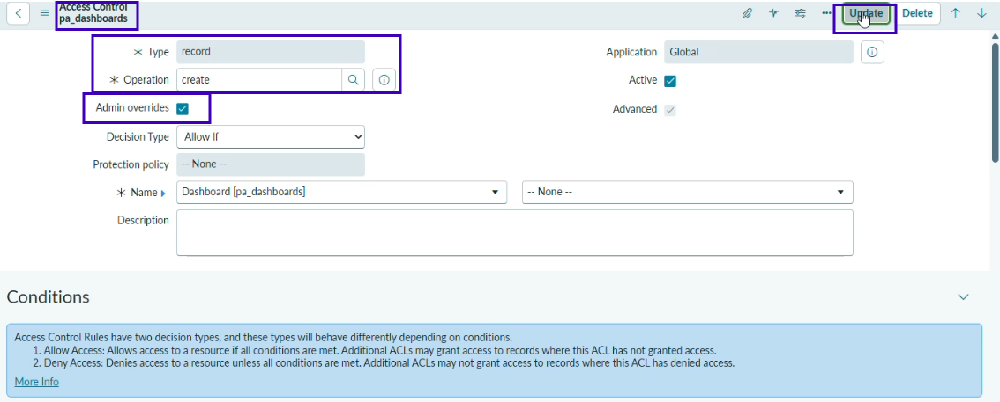 Access Control
pa_dashboards
Update
Delete
Type
record
Application
Global
Operation
create
Active
Admin overrides
Advanced
Decision Type
Allow If
Protection policy
-- None --
Name
Dashboard [pa_dashboards]
-- None --
Description
Conditions
Access Control Rules have two decision types, and these types will behave differently depending on conditions.
1. Allow Access: Allows access to a resource if all conditions are met. Additional ACLs may grant access to records where this ACL has not granted access.
2. Deny Access: Denies access to a resource unless all conditions are met. Additional ACLs may not grant access to records where this ACL has denied access.
More Info